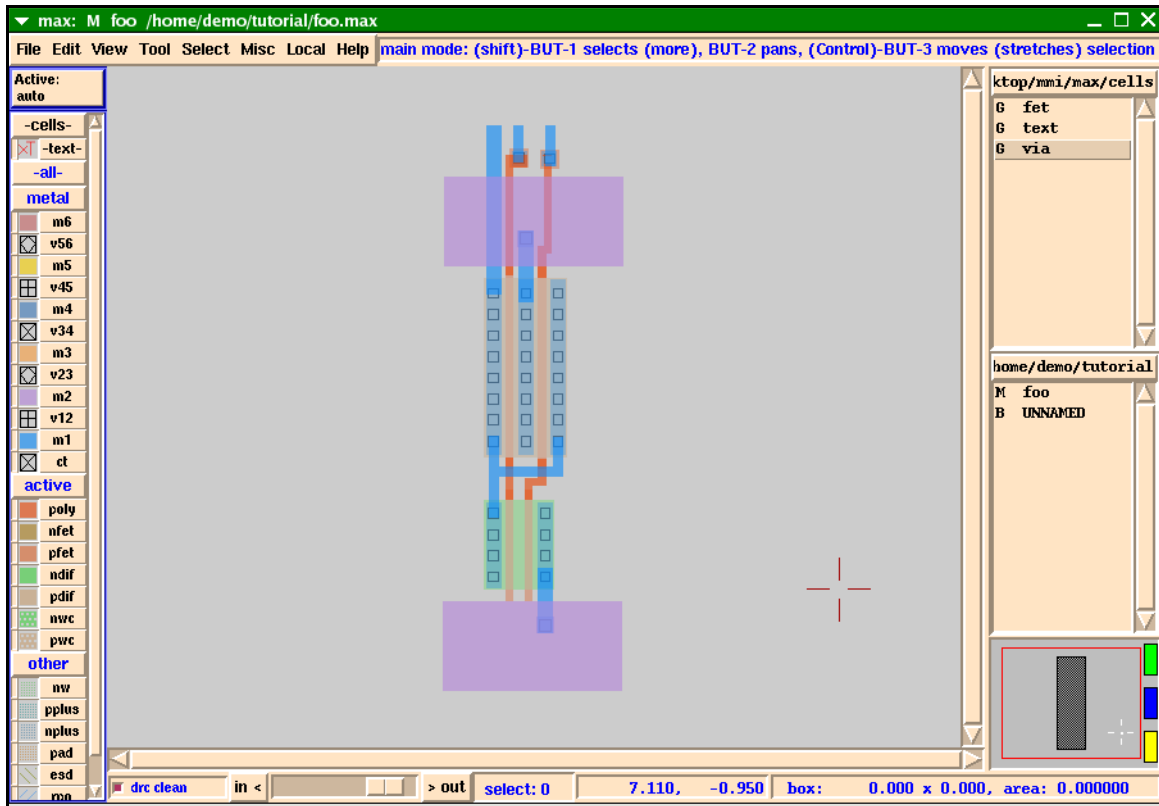 max: M foo /home/demo/tutorial/foo.max
File Edit View Tool Select Misc Local Help main mode: (shift)-BUT-1 selects (more), BUT-2 pans, (Control)-BUT-3 moves (stretches) selection
Active:
auto
-cells-
-text-
-all-
metal
m6
v56
m5
v45
m4
v34
m3
v23
m2
v12
m1
ct
active
poly
nfet
pfet
ndif
pdif
nwc
pwc
other
nw
pplus
nplus
pad
esd
ktop/mmi/max/cells
G fet
G text
G via
home/demo/tutorial
M foo
B UNNAMED
drc clean in < > out select: 0 7.110, -0.950 box: 0.000 x 0.000, area: 0.000000